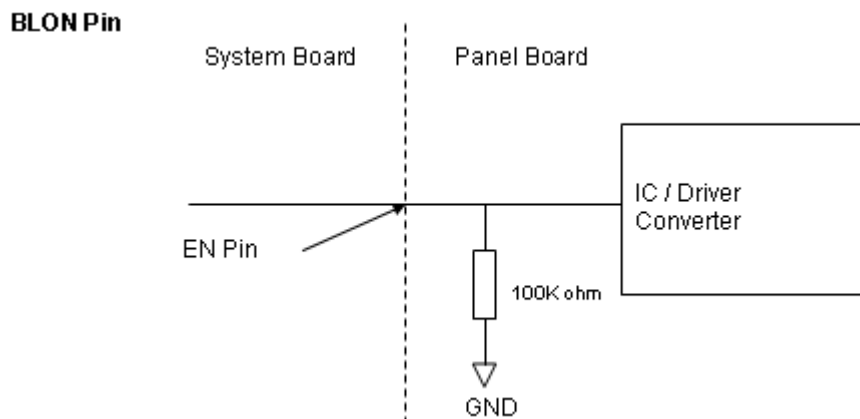 BLON Pin
System Board
Panel Board
IC / Driver
Converter
EN Pin
100K ohm
GND